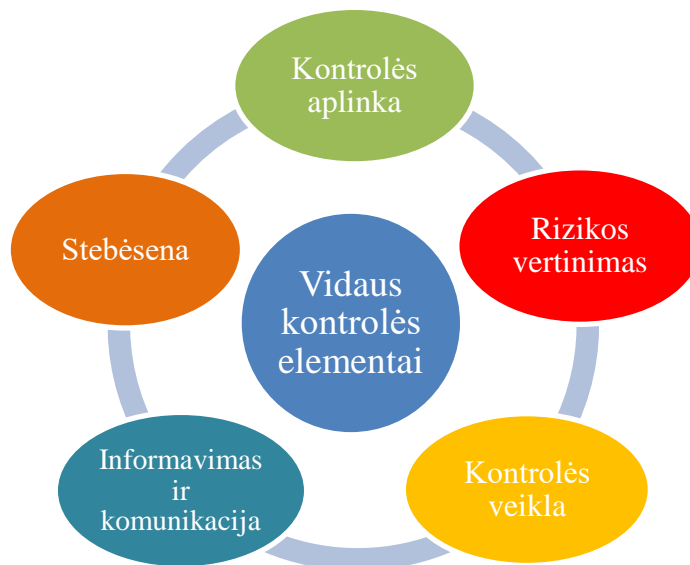 Kontrolės
aplinka
Rizikos
vertinimas
Kontrolės
veikla
Informavimas
ir
komunikacija
Stebėsena
Vidaus
kontrolės
elementai